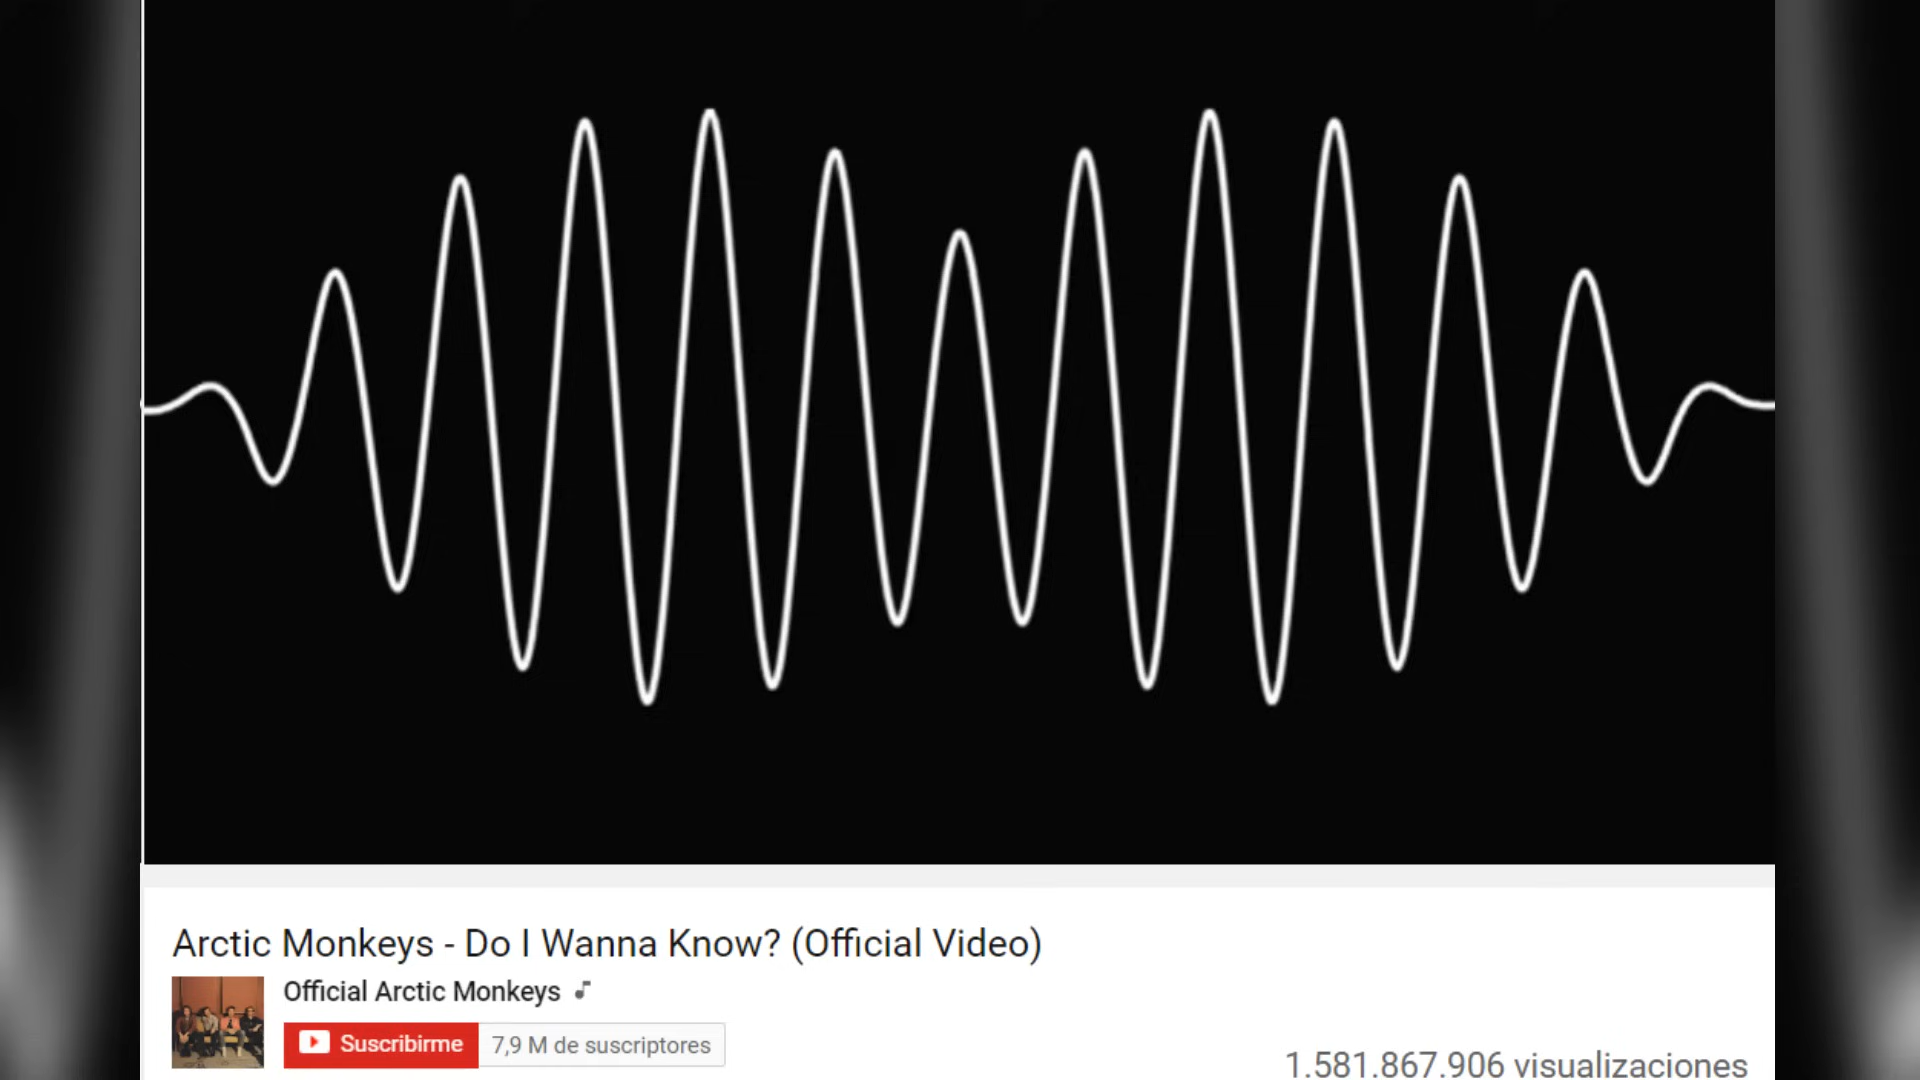 Arctic Monkeys - Do I Wanna Know? (Official Video)
Official Arctic Monkeys
Suscribirme 7,9 M de suscriptores
1.581.867.906 visualizaciones